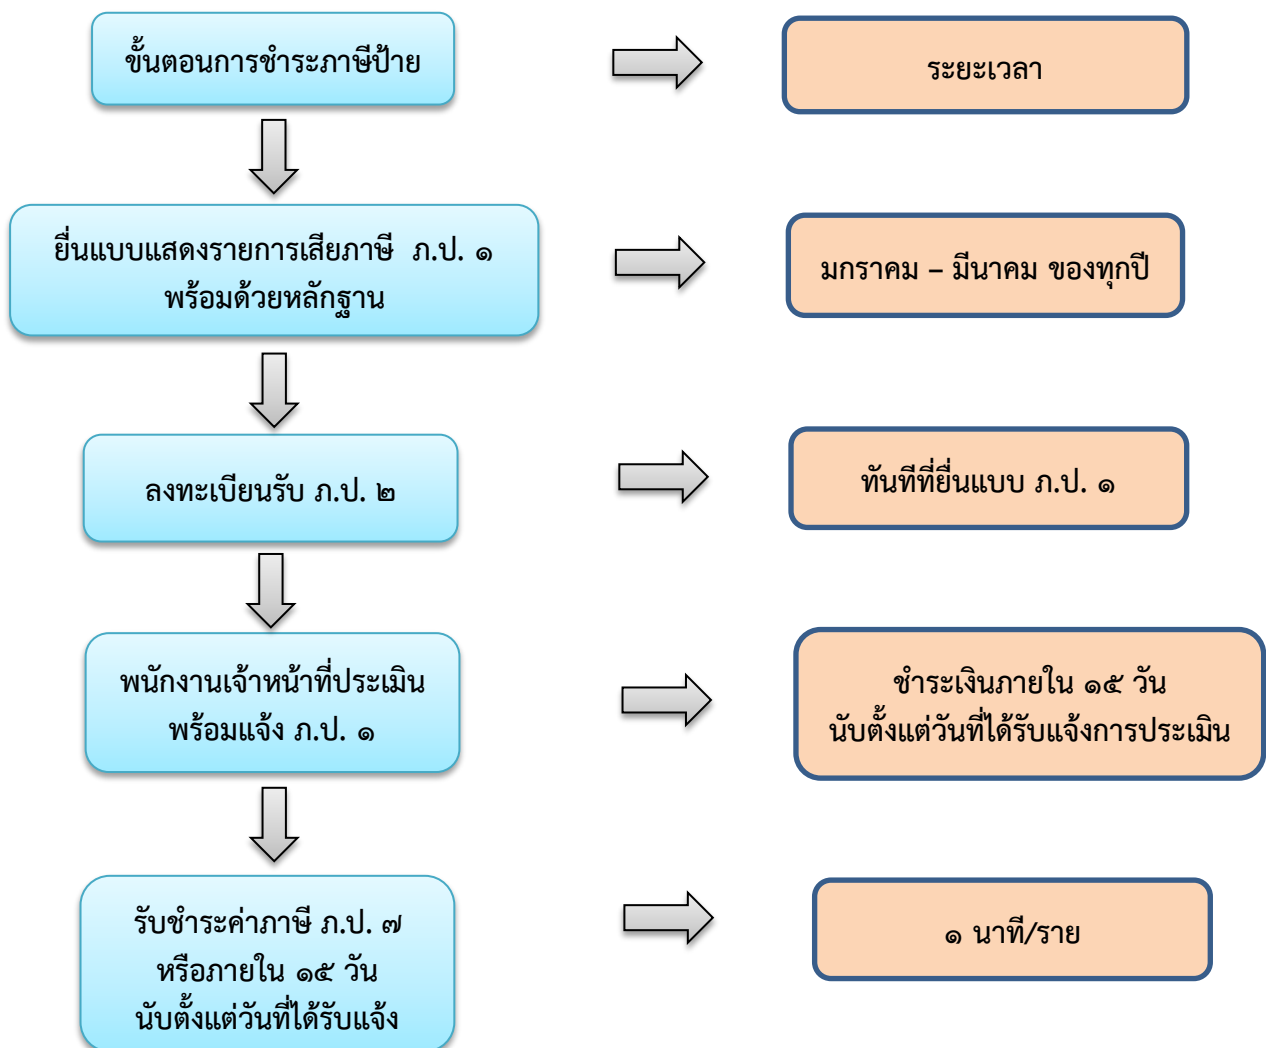 ขั้นตอนการชำระภาษีป้าย
ระยะเวลา
ยื่นแบบแสดงรายการเสียภาษี ภ.ป. ๑
พร้อมด้วยหลักฐาน
มกราคม – มีนาคม ของทุกปี
ลงทะเบียนรับ ภ.ป. ๒
ทันทีที่ยื่นแบบ ภ.ป. ๑
พนักงานเจ้าหน้าที่ประเมิน
พร้อมแจ้ง ภ.ป. ๑
ชำระเงินภายใน ๑๕ วัน
นับตั้งแต่วันที่ได้รับแจ้งการประเมิน
รับชำระค่าภาษี ภ.ป. ๗
หรือภายใน ๑๕ วัน
นับตั้งแต่วันที่ได้รับแจ้ง
๑ นาที/ราย